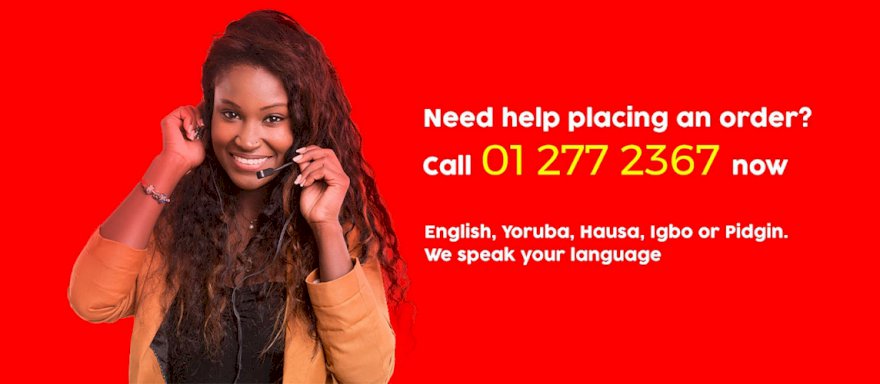 Need help placing an order?
Call 01 277 2367 now
English, Yoruba, Hausa, Igbo or Pidgin.
We speak your language